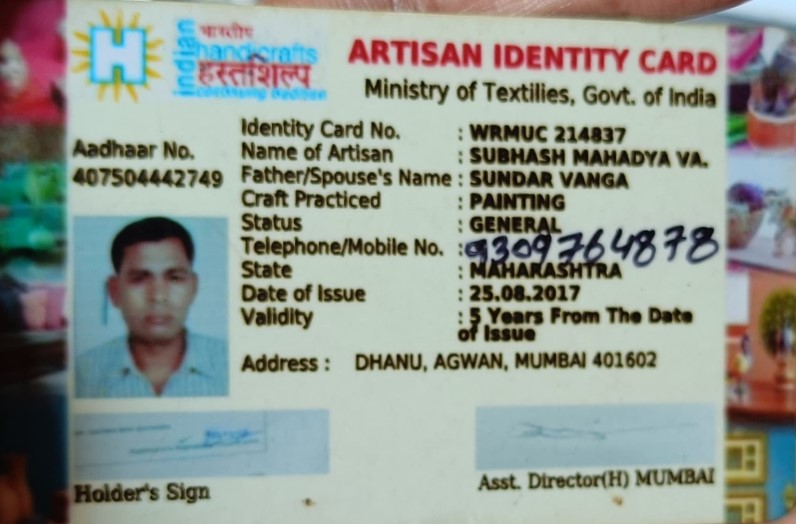 भारतीय
indian handicrafts
हस्तशिल्प
continuing tradition
ARTISAN IDENTITY CARD
Ministry of Textilies, Govt. of India
Aadhaar No.
407504442749
Identity Card No. : WRMUC 214837
Name of Artisan : SUBHASH MAHADYA VA.
Father/Spouse's Name : SUNDAR VANGA
Craft Practiced : PAINTING
Status : GENERAL
Telephone/Mobile No. : 9309764878
State : MAHARASHTRA
Date of Issue : 25.08.2017
Validity : 5 Years From The Date
of Issue
Address : DHANU, AGWAN, MUMBAI 401602
Holder's Sign
Asst. Director(H) MUMBAI